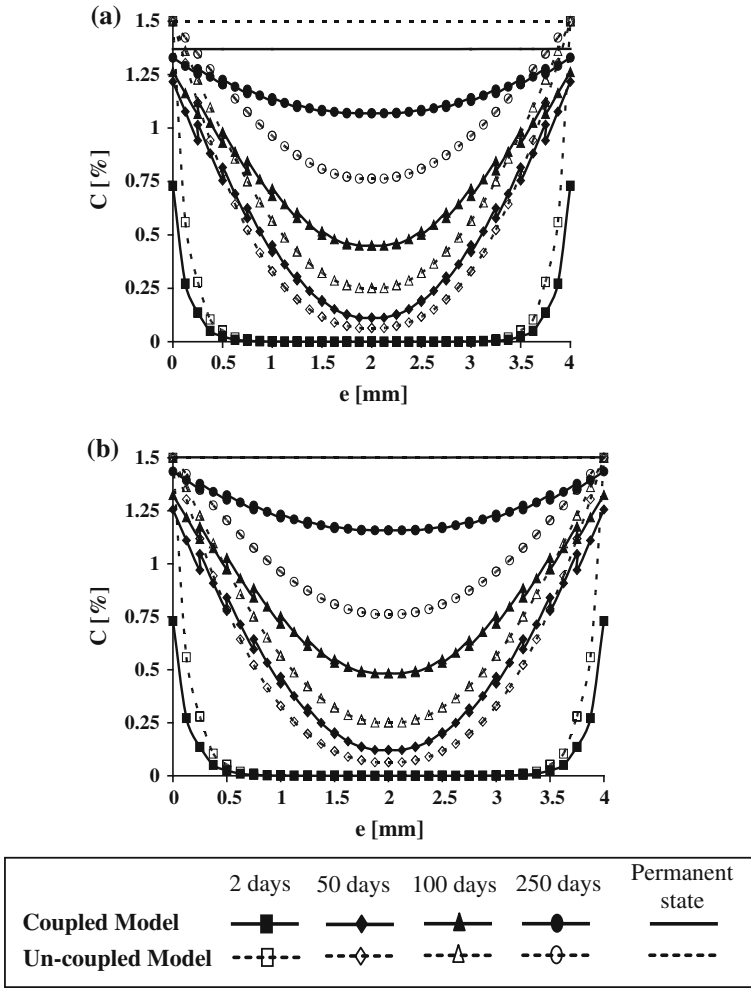 (a)
1.5
1.25
1
0.75
0.5
0.25
0
C [%]
0 0.5 1 1.5 2 2.5 3 3.5 4
e [mm]
(b)
1.5
1.25
1
0.75
0.5
0.25
0
C [%]
0 0.5 1 1.5 2 2.5 3 3.5 4
e [mm]
2 days 50 days 100 days 250 days Permanent
state
Coupled Model
Un-coupled Model